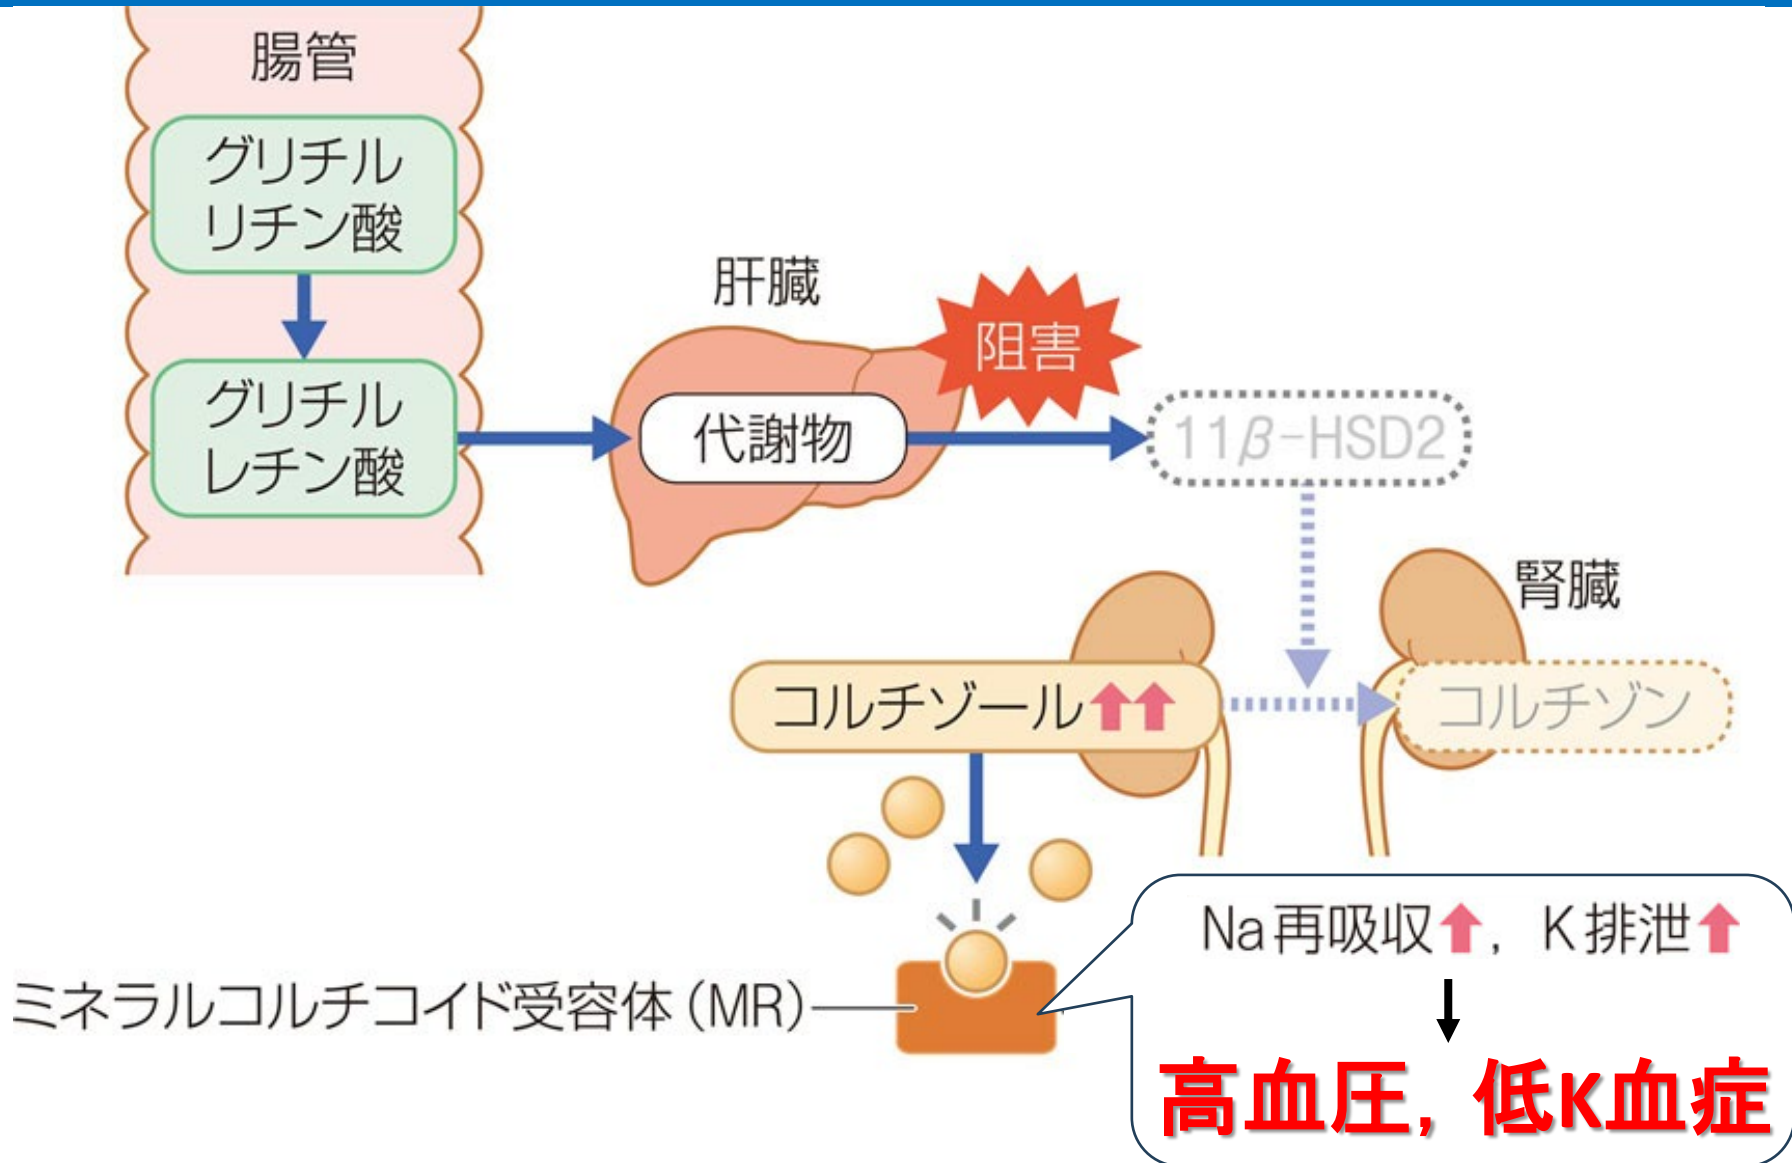 腸管
グリチル
リチン酸
グリチル
レチン酸
肝臓
阻害
代謝物
11β-HSD2
腎臓
コルチゾール⬆⬆
コルチゾン
Na再吸収⬆, K排泄⬆
ミネラルコルチコイド受容体(MR)
高血圧, 低K血症